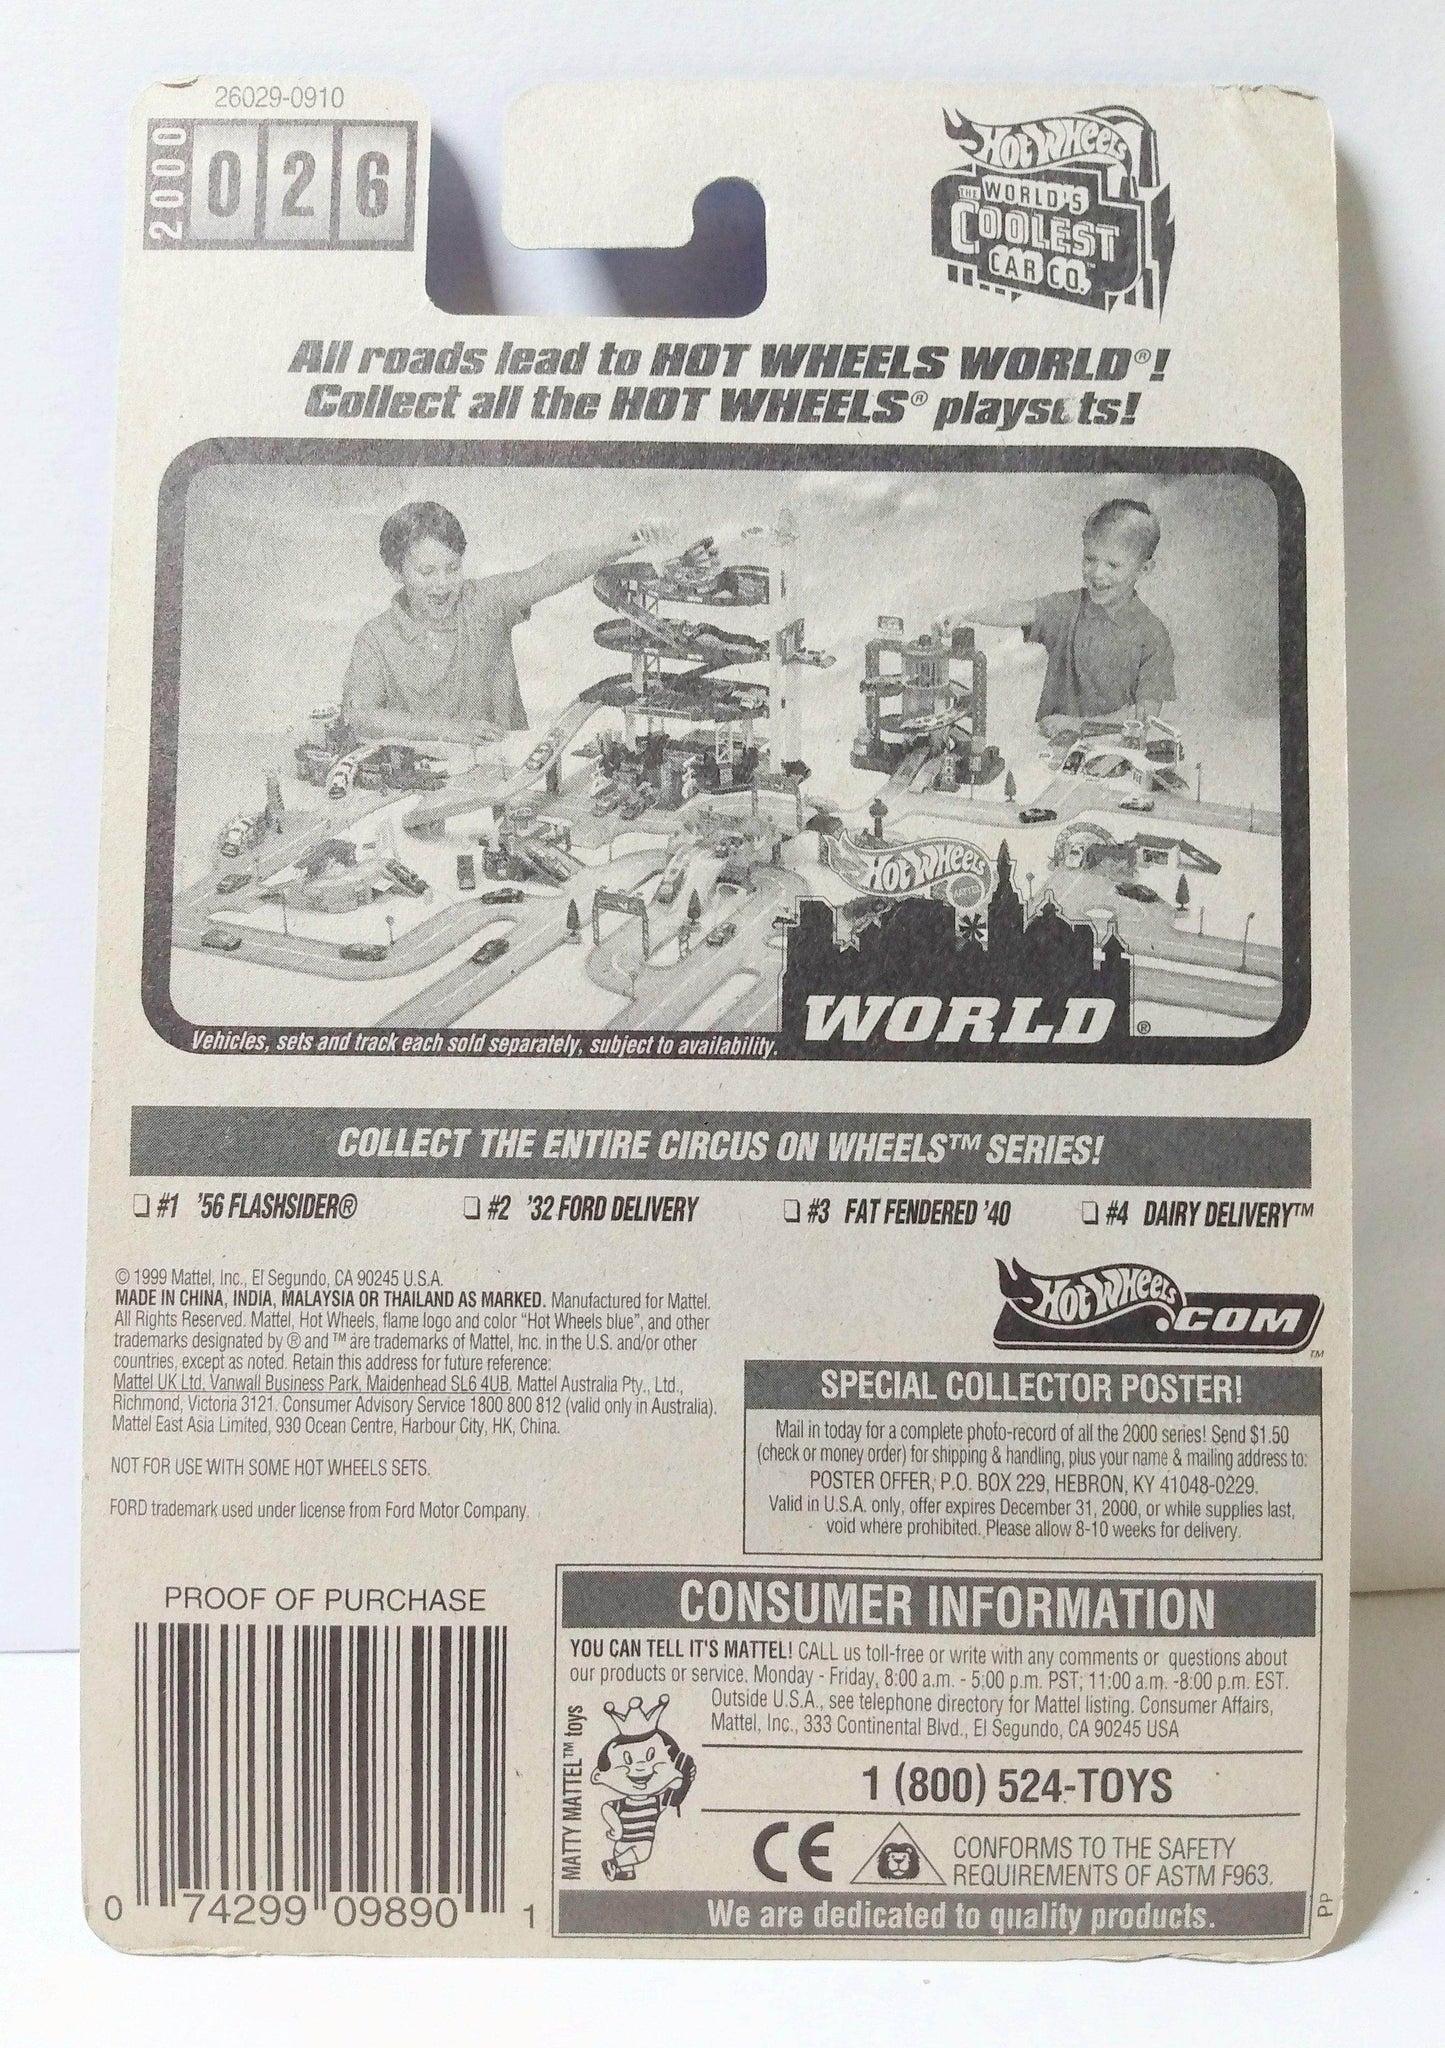 26029-0910
2000
026
HOT WHEELS
THE WORLD'S
COOLEST
CAR CO.™
All roads lead to HOT WHEELS WORLD®!
Collect all the HOT WHEELS® playsets!
HOT WHEELS
MATTEL
WORLD®
Vehicles, sets and track each sold separately, subject to availability.
COLLECT THE ENTIRE CIRCUS ON WHEELS™ SERIES!
❏ #1 '56 FLASHSIDER® ❏ #2 '32 FORD DELIVERY ❏ #3 FAT FENDERED '40 ❏ #4 DAIRY DELIVERY™
© 1999 Mattel, Inc., El Segundo, CA 90245 U.S.A.
MADE IN CHINA, INDIA, MALAYSIA OR THAILAND AS MARKED. Manufactured for Mattel.
All Rights Reserved. Mattel, Hot Wheels, flame logo and color "Hot Wheels blue", and other
trademarks designated by ® and ™ are trademarks of Mattel, Inc. in the U.S. and/or other
countries, except as noted. Retain this address for future reference:
Mattel UK Ltd, Vanwall Business Park, Maidenhead SL6 4UB. Mattel Australia Pty., Ltd.,
Richmond, Victoria 3121. Consumer Advisory Service 1800 800 812 (valid only in Australia).
Mattel East Asia Limited, 930 Ocean Centre, Harbour City, HK, China.
NOT FOR USE WITH SOME HOT WHEELS SETS.
FORD trademark used under license from Ford Motor Company.
HOT WHEELS
.COM™
SPECIAL COLLECTOR POSTER!
Mail in today for a complete photo-record of all the 2000 series! Send $1.50
(check or money order) for shipping & handling, plus your name & mailing address to:
POSTER OFFER, P.O. BOX 229, HEBRON, KY 41048-0229.
Valid in U.S.A. only, offer expires December 31, 2000, or while supplies last,
void where prohibited. Please allow 8-10 weeks for delivery.
PROOF OF PURCHASE
0 74299 09890 1
CONSUMER INFORMATION
YOU CAN TELL IT'S MATTEL! CALL us toll-free or write with any comments or questions about
our products or service. Monday - Friday, 8:00 a.m. - 5:00 p.m. PST; 11:00 a.m. -8:00 p.m. EST.
Outside U.S.A., see telephone directory for Mattel listing. Consumer Affairs,
Mattel, Inc., 333 Continental Blvd., El Segundo, CA 90245 USA
MATTY MATTEL™ toys
1 (800) 524-TOYS
CE
CONFORMS TO THE SAFETY
REQUIREMENTS OF ASTM F963.
We are dedicated to quality products.
Pp